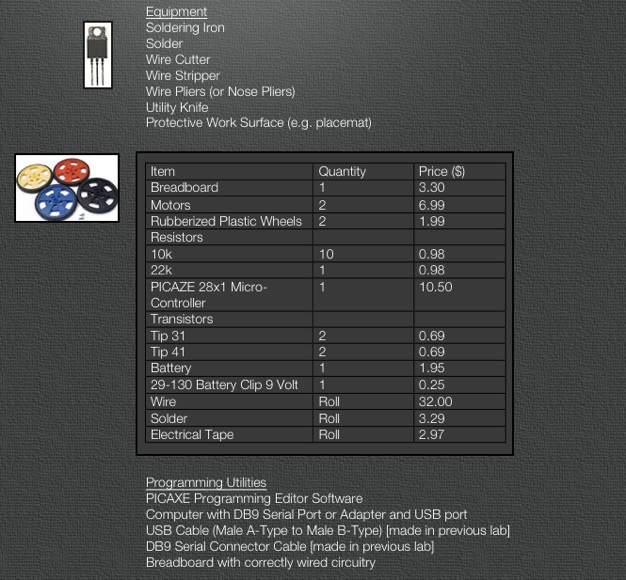 Equipment
Soldering Iron
Solder
Wire Cutter
Wire Stripper
Wire Pliers (or Nose Pliers)
Utility Knife
Protective Work Surface (e.g. placemat)
Item Quantity Price ($)
Breadboard 1 3.30
Motors 2 6.99
Rubberized Plastic Wheels 2 1.99
Resistors
10k 10 0.98
22k 1 0.98
PICAZE 28x1 Micro- 1 10.50
Controller
Transistors
Tip 31 2 0.69
Tip 41 2 0.69
Battery 1 1.95
29-130 Battery Clip 9 Volt 1 0.25
Wire Roll 32.00
Solder Roll 3.29
Electrical Tape Roll 2.97
Programming Utilities
PICAXE Programming Editor Software
Computer with DB9 Serial Port or Adapter and USB port
USB Cable (Male A-Type to Male B-Type) [made in previous lab]
DB9 Serial Connector Cable [made in previous lab]
Breadboard with correctly wired circuitry